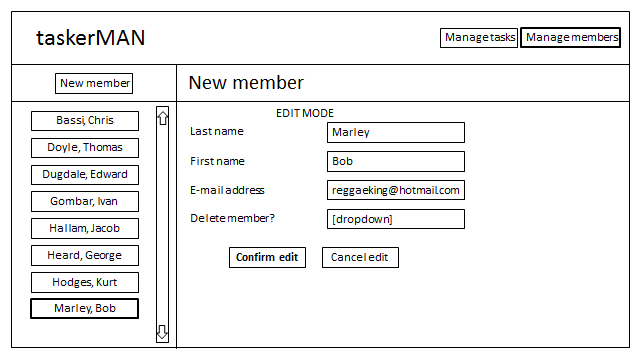 taskerMAN
Manage tasks
Manage members
New member
New member
Bassi, Chris
Doyle, Thomas
Dugdale, Edward
Gombar, Ivan
Hallam, Jacob
Heard, George
Hodges, Kurt
Marley, Bob
EDIT MODE
Last name
Marley
First name
Bob
E-mail address
reggaeking@hotmail.com
Delete member?
[dropdown]
Confirm edit
Cancel edit